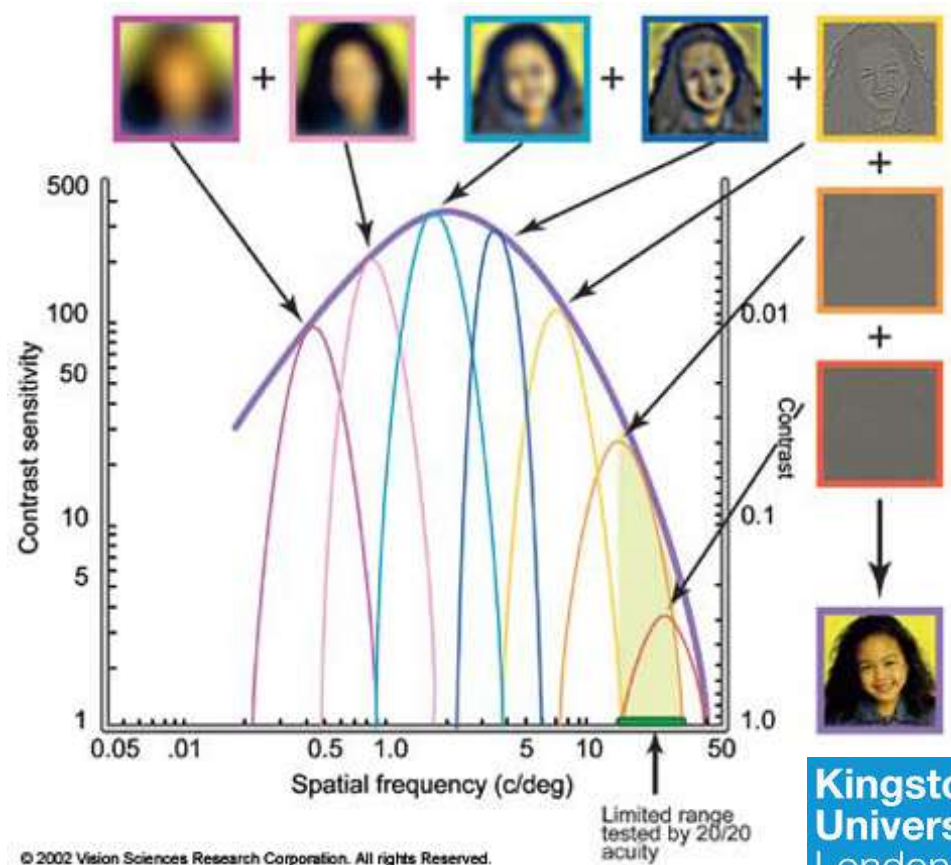 + + + +
+
500
100
50
10
5
1
Contrast sensitivity
+
0.01
Contrast
0.1
1.0
0.05 .01 0.5 1.0 5 10 50
Spatial frequency (c/deg)
Limited range
tested by 20/20
acuity
© 2002 Vision Sciences Research Corporation. All rights Reserved.